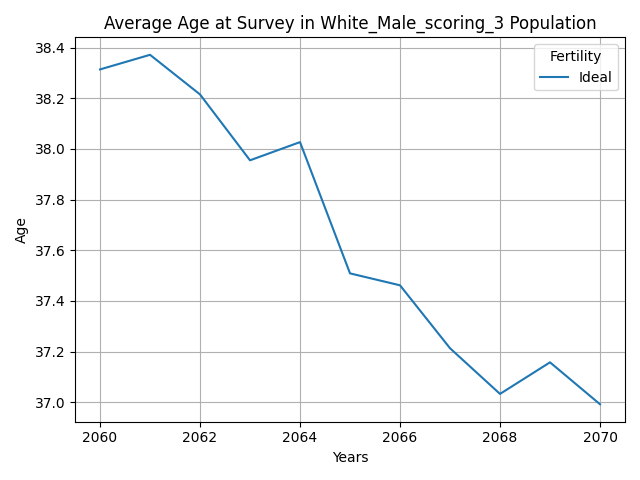 Average Age at Survey in White_Male_scoring_3 Population
Fertility
Ideal
38.4
38.2
38.0
37.8
37.6
37.4
37.2
37.0
Age
2060
2062
2064
2066
2068
2070
Years